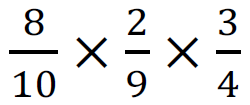 8/10 × 2/9 × 3/4